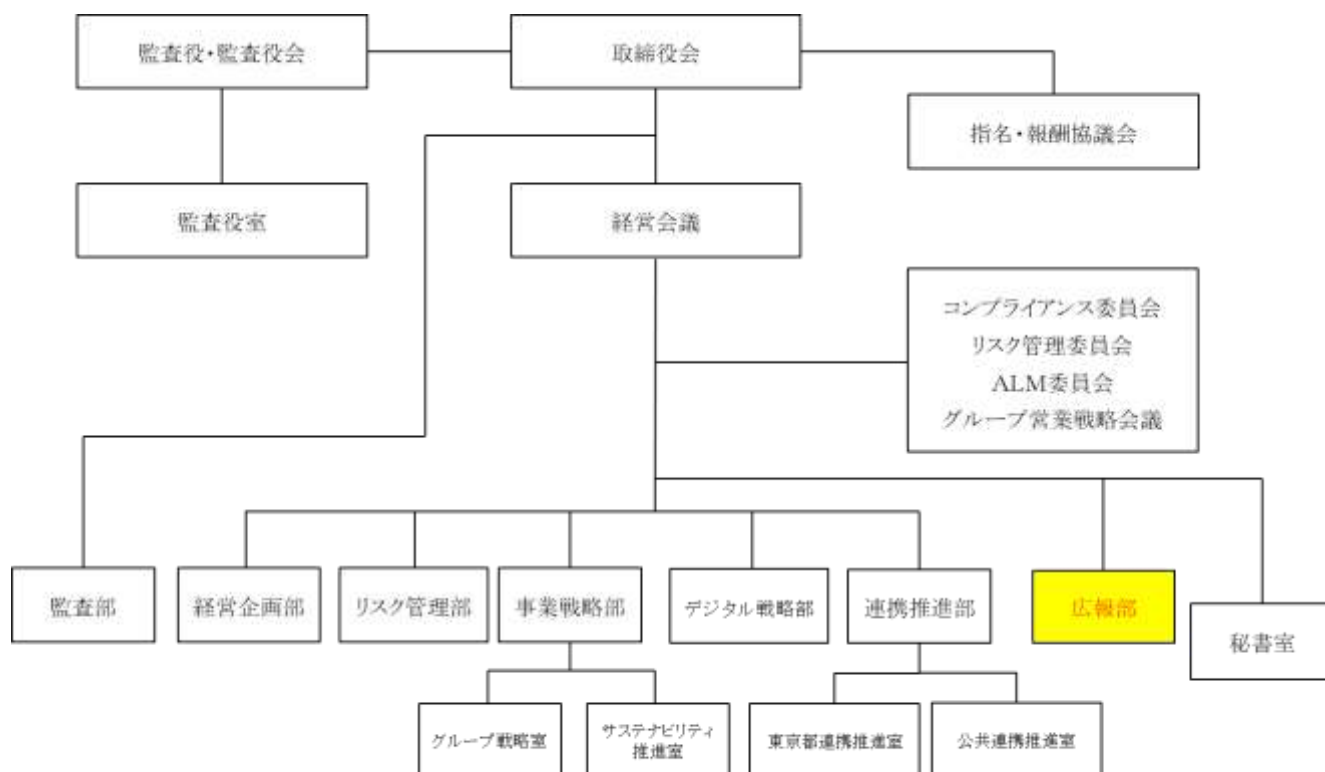 監査役・監査役会
取締役会
指名・報酬協議会
監査役室
経営会議
コンプライアンス委員会
リスク管理委員会
ALM委員会
グループ営業戦略会議
監査部
経営企画部
リスク管理部
事業戦略部
デジタル戦略部
連携推進部
広報部
秘書室
グループ戦略室
サステナビリティ
推進室
東京都連携推進室
公共連携推進室